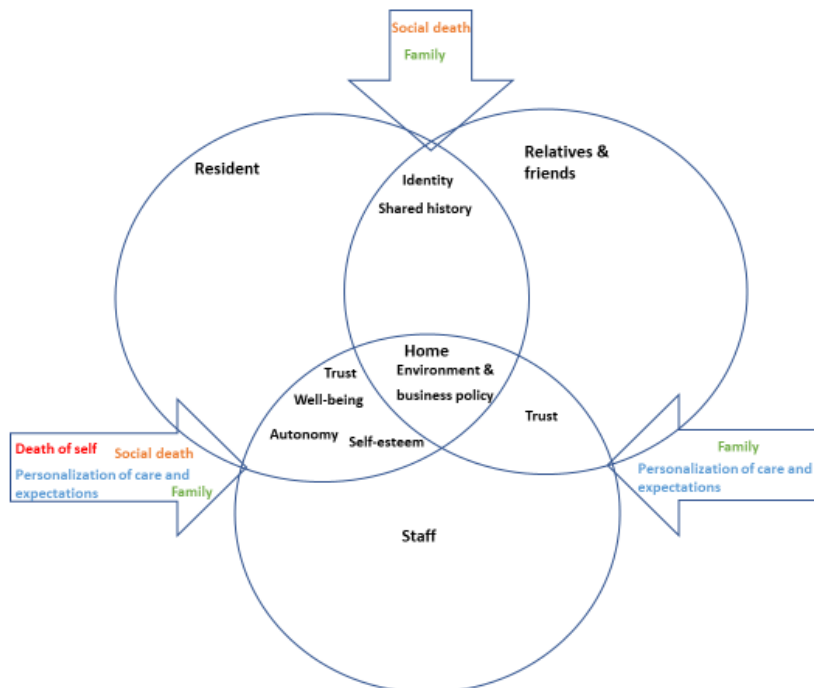 Social death
Family
Resident
Relatives &
friends
Identity
Shared history
Home
Environment &
business policy
Trust
Well-being
Autonomy
Self-esteem
Trust
Death of self
Social death
Personalization of care and
expectations
Family
Family
Personalization of care and
expectations
Staff